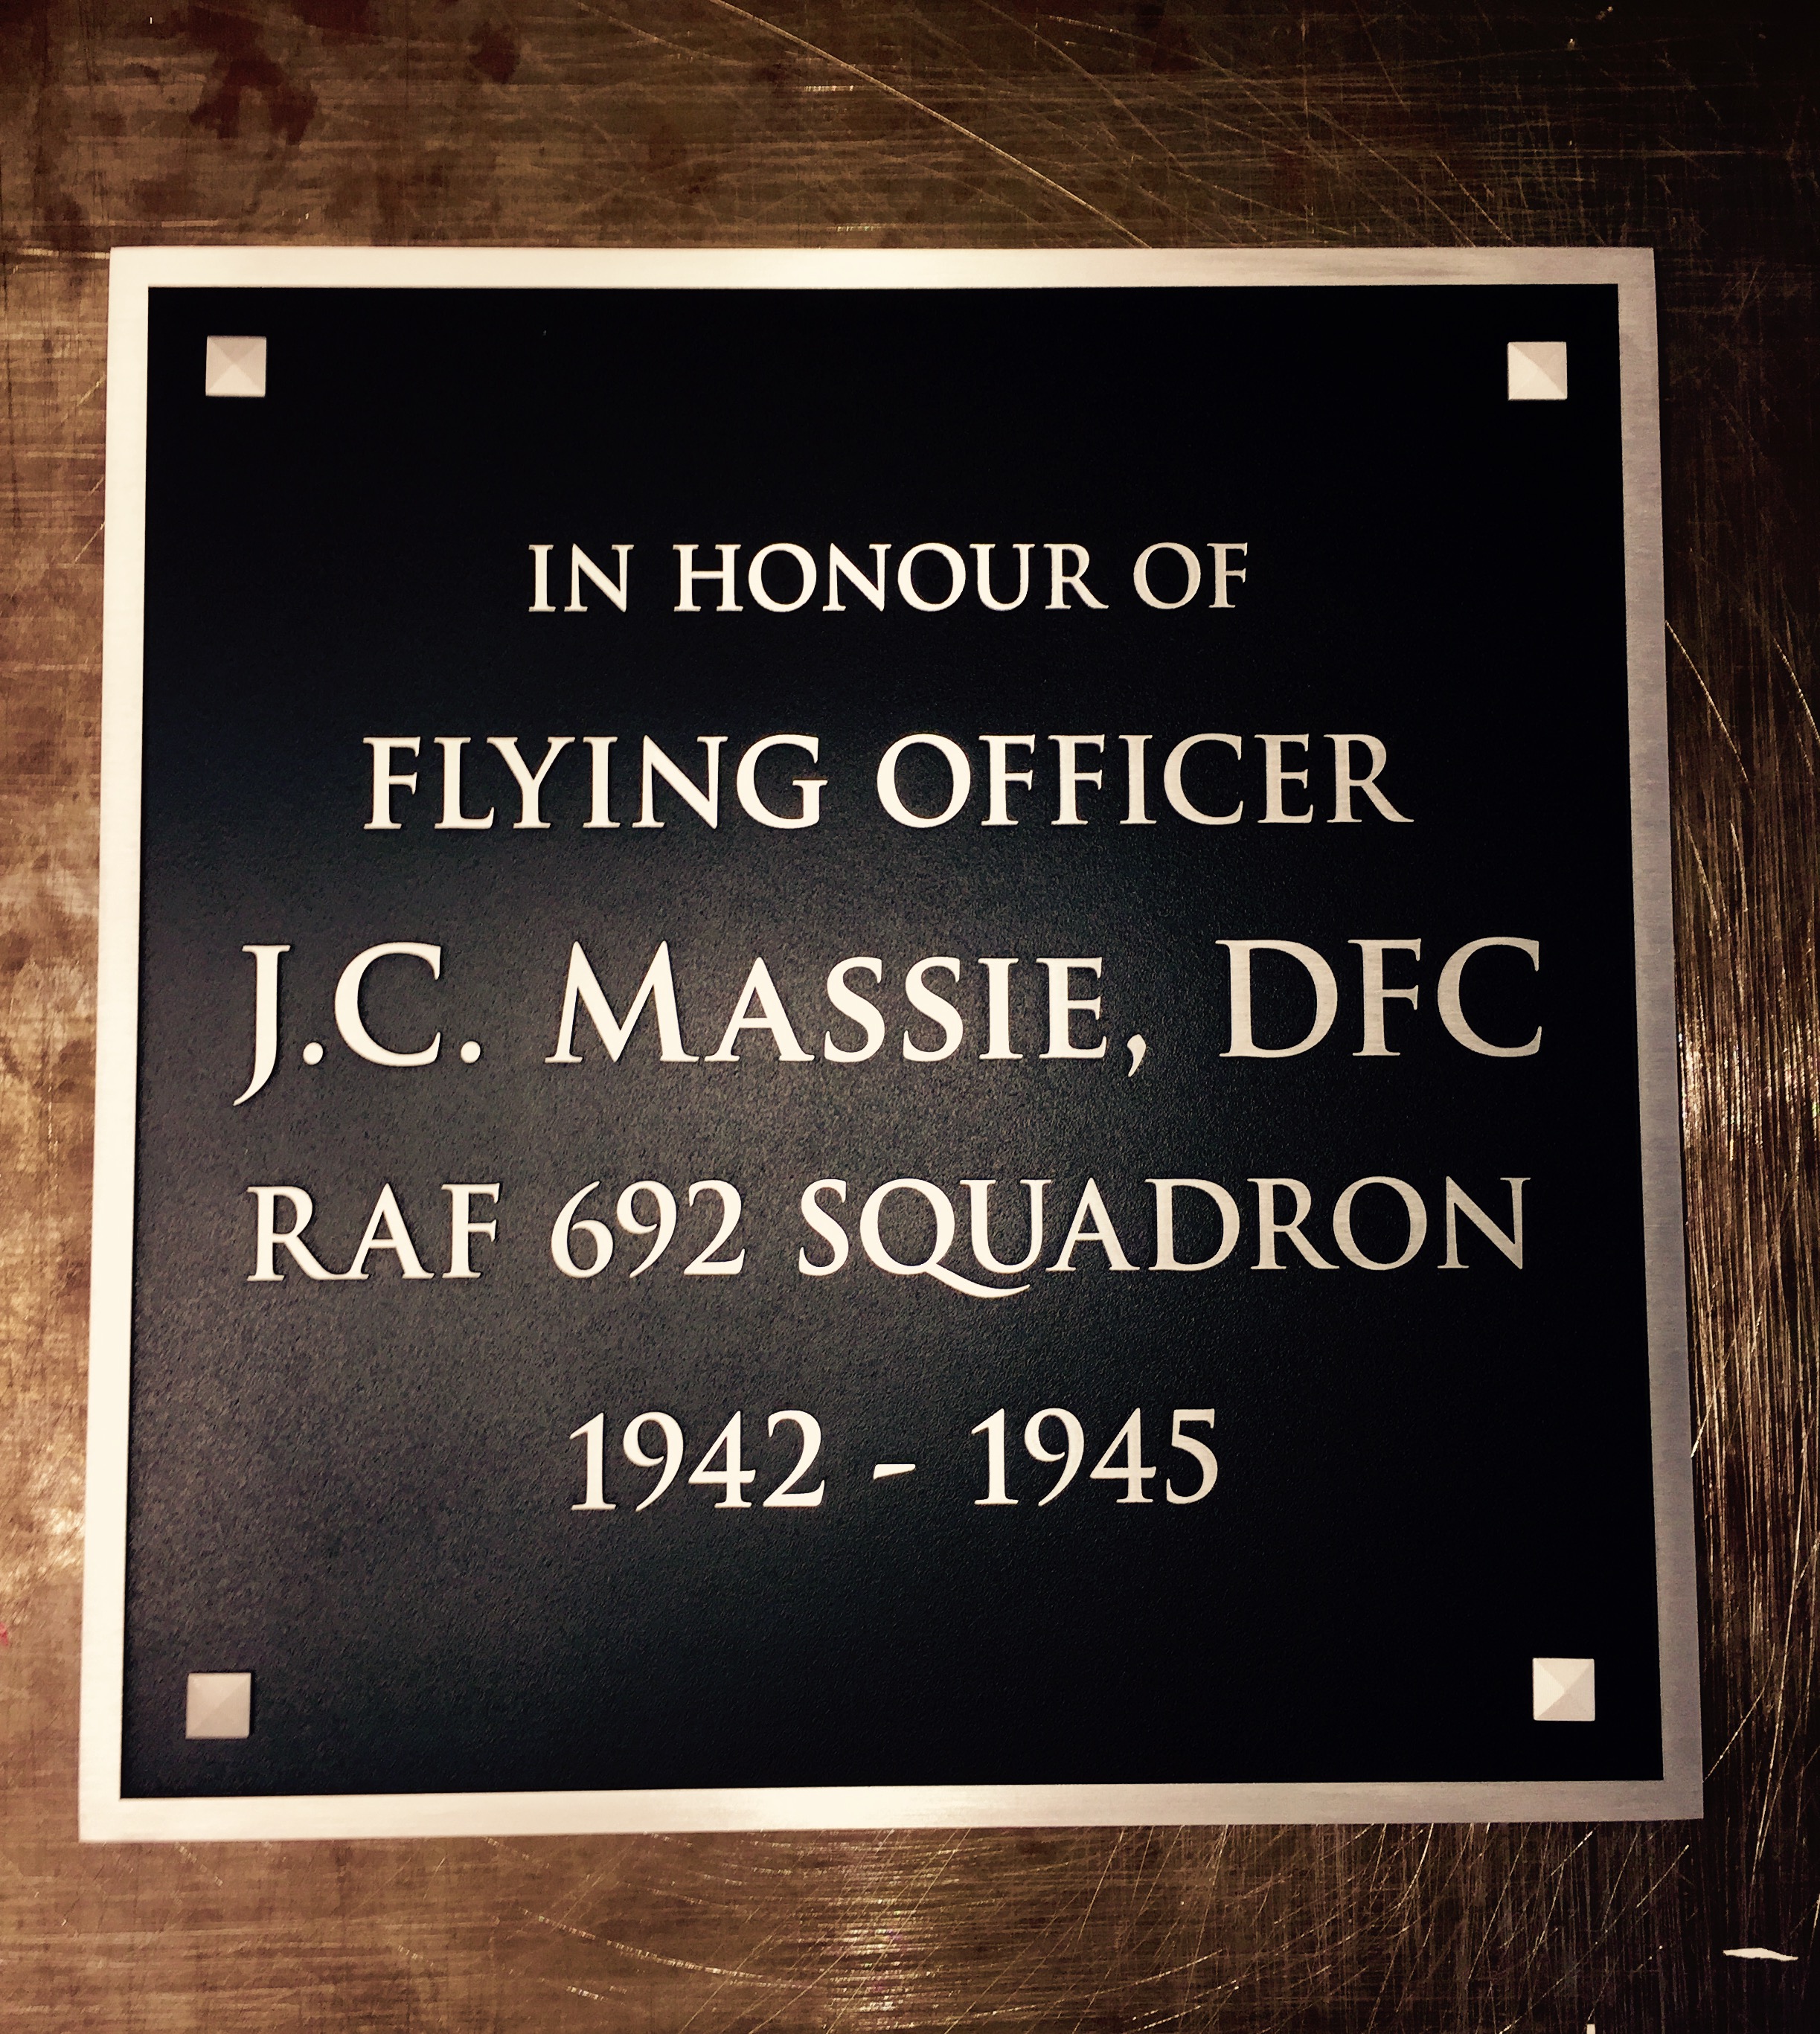 IN HONOUR OF
FLYING OFFICER
J.C. MASSIE, DFC
RAF 692 SQUADRON
1942 - 1945